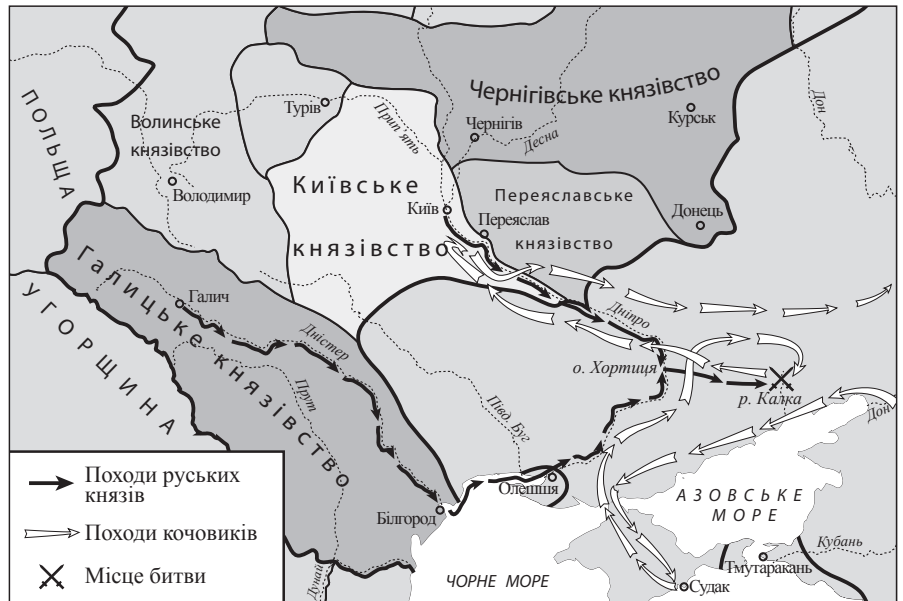 ПОЛЬЩА
Волинське
князівство
Володимир
Турів
Прип'ять
Чернігівське князівство
Чернігів
Десна
Курськ
Дон
Київське
князівство
Київ
Переяславське
князівство
Переяслав
Донець
УГОРЩИНА
Галицьке князівство
Галич
Дністер
Прут
Півд. Буг
Дніпро
о. Хортиця
р. Калка
Дон
Олешшя
Білгород
АЗОВСЬКЕ
МОРЕ
Кубань
Тмутаракань
Судак
ЧОРНЕ МОРЕ
Дунай
Походи руських
князів
Походи кочовиків
Місце битви